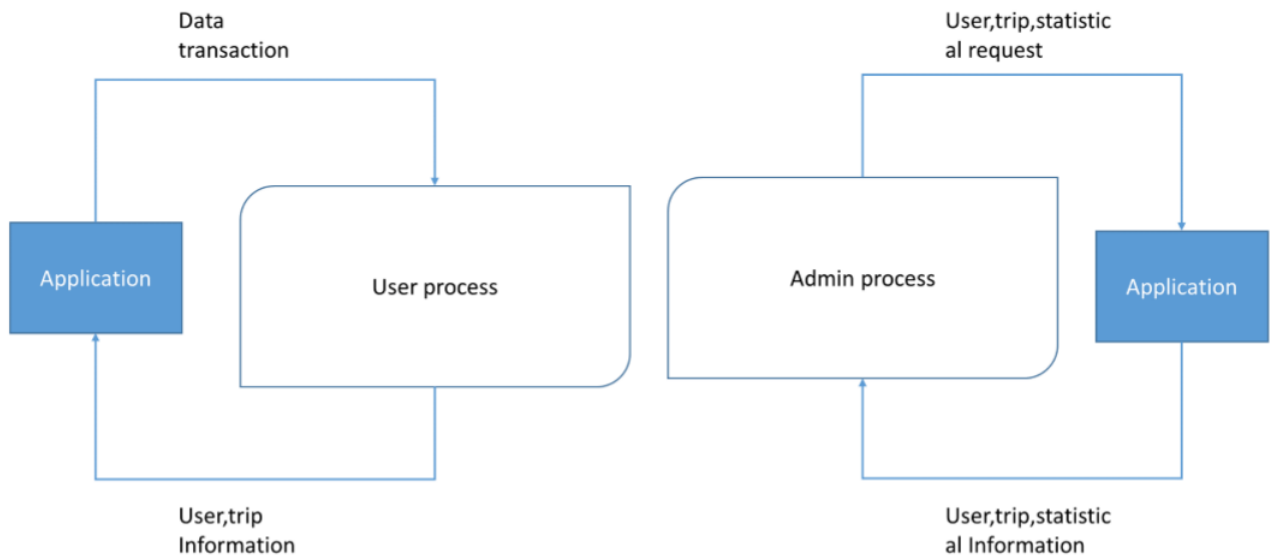 Data
transaction
User,trip,statistic
al request
Application
User process
Admin process
Application
User,trip
Information
User,trip,statistic
al Information